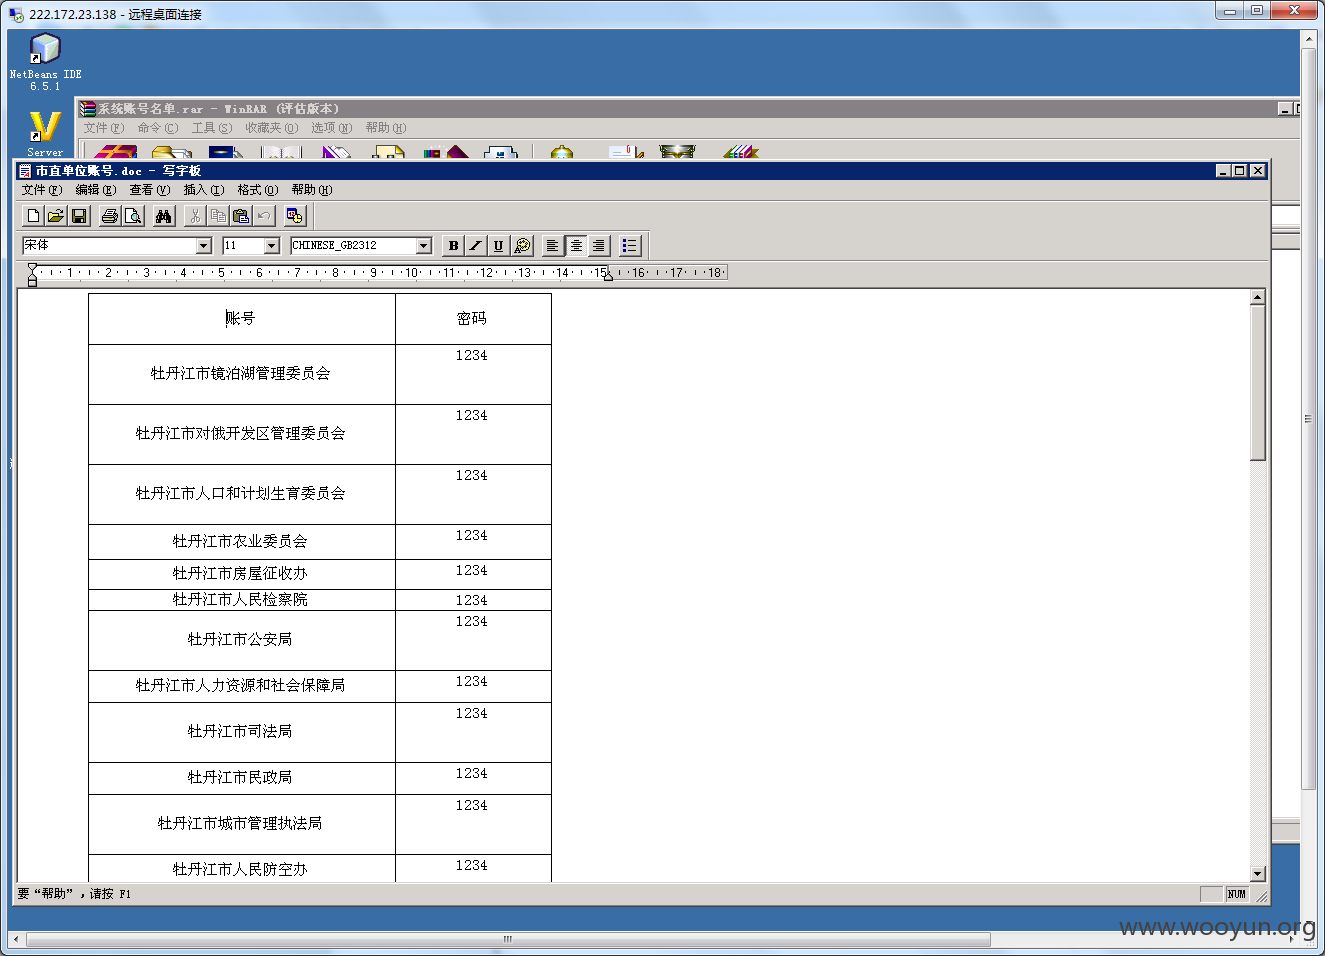 222.172.23.138 - 远程桌面连接
NetBeans IDE
6.5.1
系统账号名单.rar - WinRAR (评估版本)
文件(F) 命令(C) 工具(S) 收藏夹(O) 选项(N) 帮助(H)
Server
市直单位账号.doc - 写字板
文件(F) 编辑(E) 查看(V) 插入(I) 格式(O) 帮助(H)
宋体 11 CHINESE_GB2312 B I U
1 2 3 4 5 6 7 8 9 10 11 12 13 14 15 16 17 18
账号 密码
牡丹江市镜泊湖管理委员会 1234
牡丹江市对俄开发区管理委员会 1234
牡丹江市人口和计划生育委员会 1234
牡丹江市农业委员会 1234
牡丹江市房屋征收办 1234
牡丹江市人民检察院 1234
牡丹江市公安局 1234
牡丹江市人力资源和社会保障局 1234
牡丹江市司法局 1234
牡丹江市民政局 1234
牡丹江市城市管理执法局 1234
牡丹江市人民防空办 1234
要“帮助”，请按 F1
NUM
www.wooyun.org